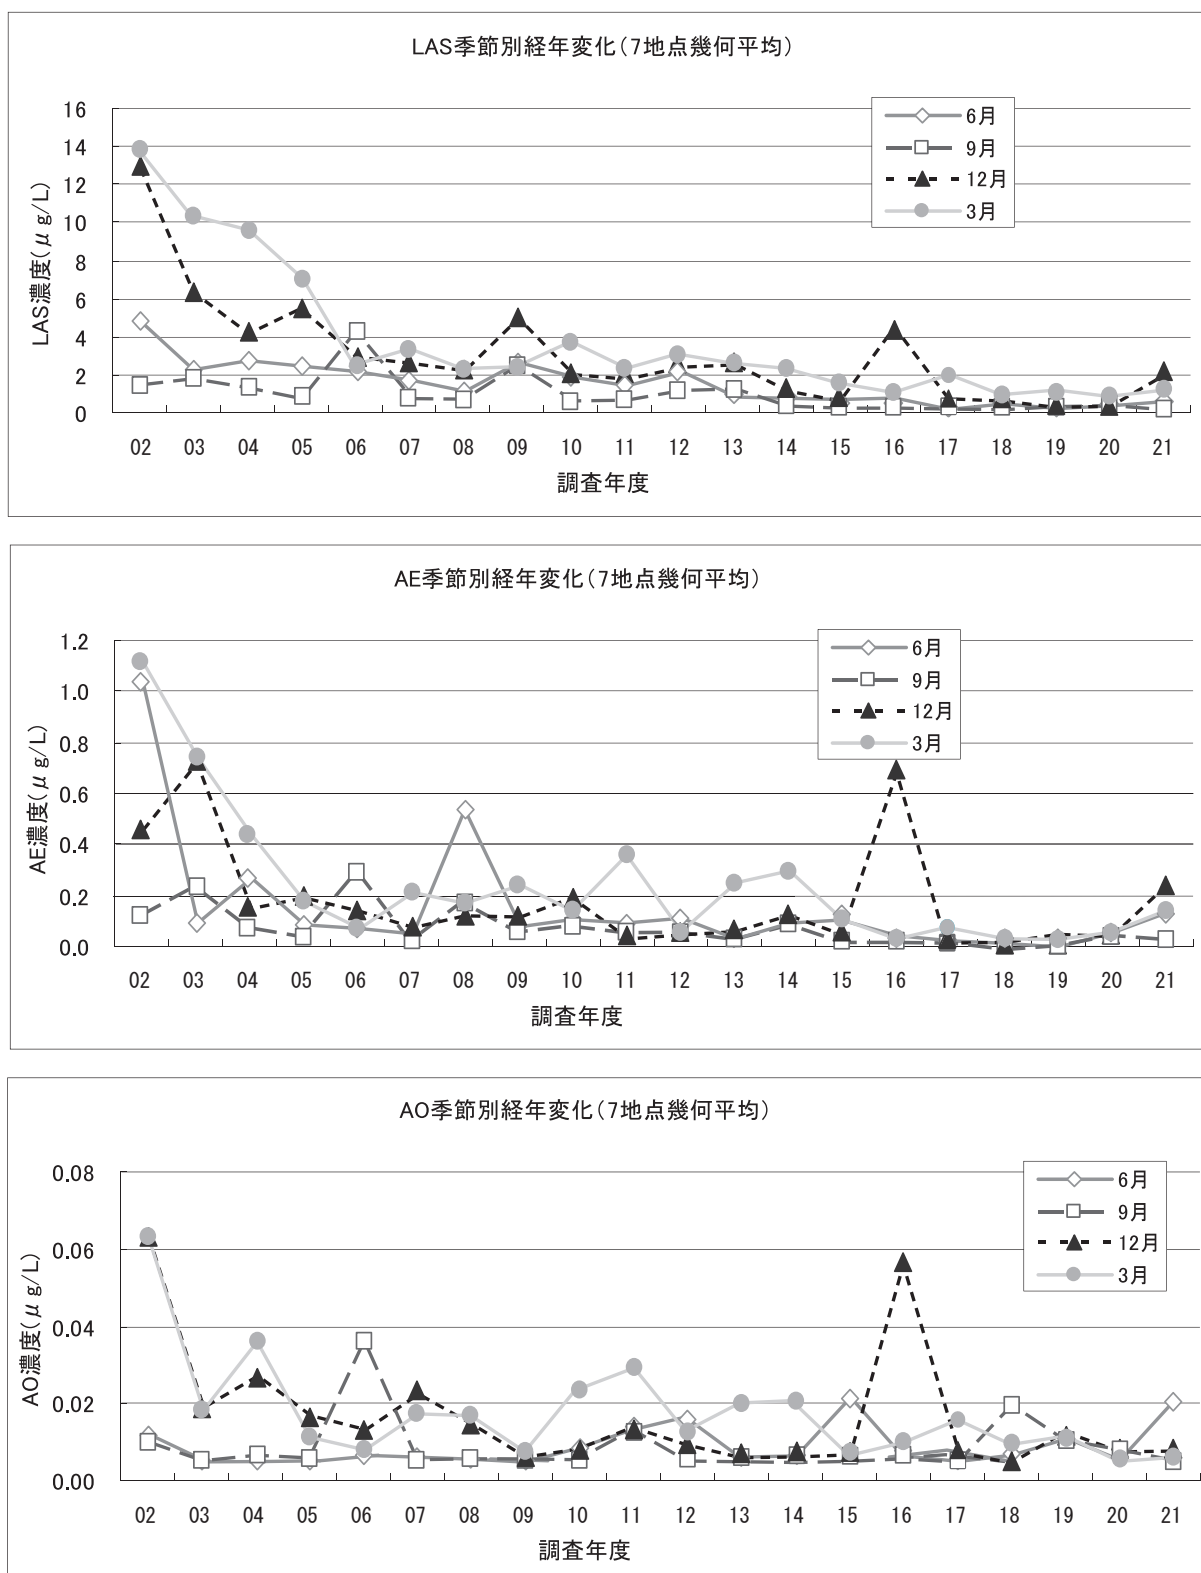 LAS季節別経年変化(7地点幾何平均)
16
14
12
10
8
6
4
2
0
LAS濃度(μg/L)
6月
9月
12月
3月
02 03 04 05 06 07 08 09 10 11 12 13 14 15 16 17 18 19 20 21
調査年度
AE季節別経年変化(7地点幾何平均)
1.2
1.0
0.8
0.6
0.4
0.2
0.0
AE濃度(μg/L)
6月
9月
12月
3月
02 03 04 05 06 07 08 09 10 11 12 13 14 15 16 17 18 19 20 21
調査年度
AO季節別経年変化(7地点幾何平均)
0.08
0.06
0.04
0.02
0.00
AO濃度(μg/L)
6月
9月
12月
3月
02 03 04 05 06 07 08 09 10 11 12 13 14 15 16 17 18 19 20 21
調査年度